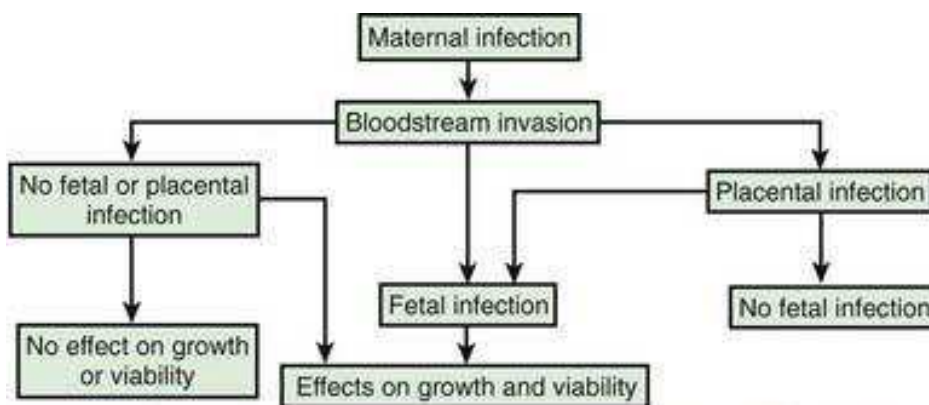 Maternal infection
Bloodstream invasion
No fetal or placental
infection
Placental infection
Fetal infection
No fetal infection
No effect on growth
or viability
Effects on growth and viability